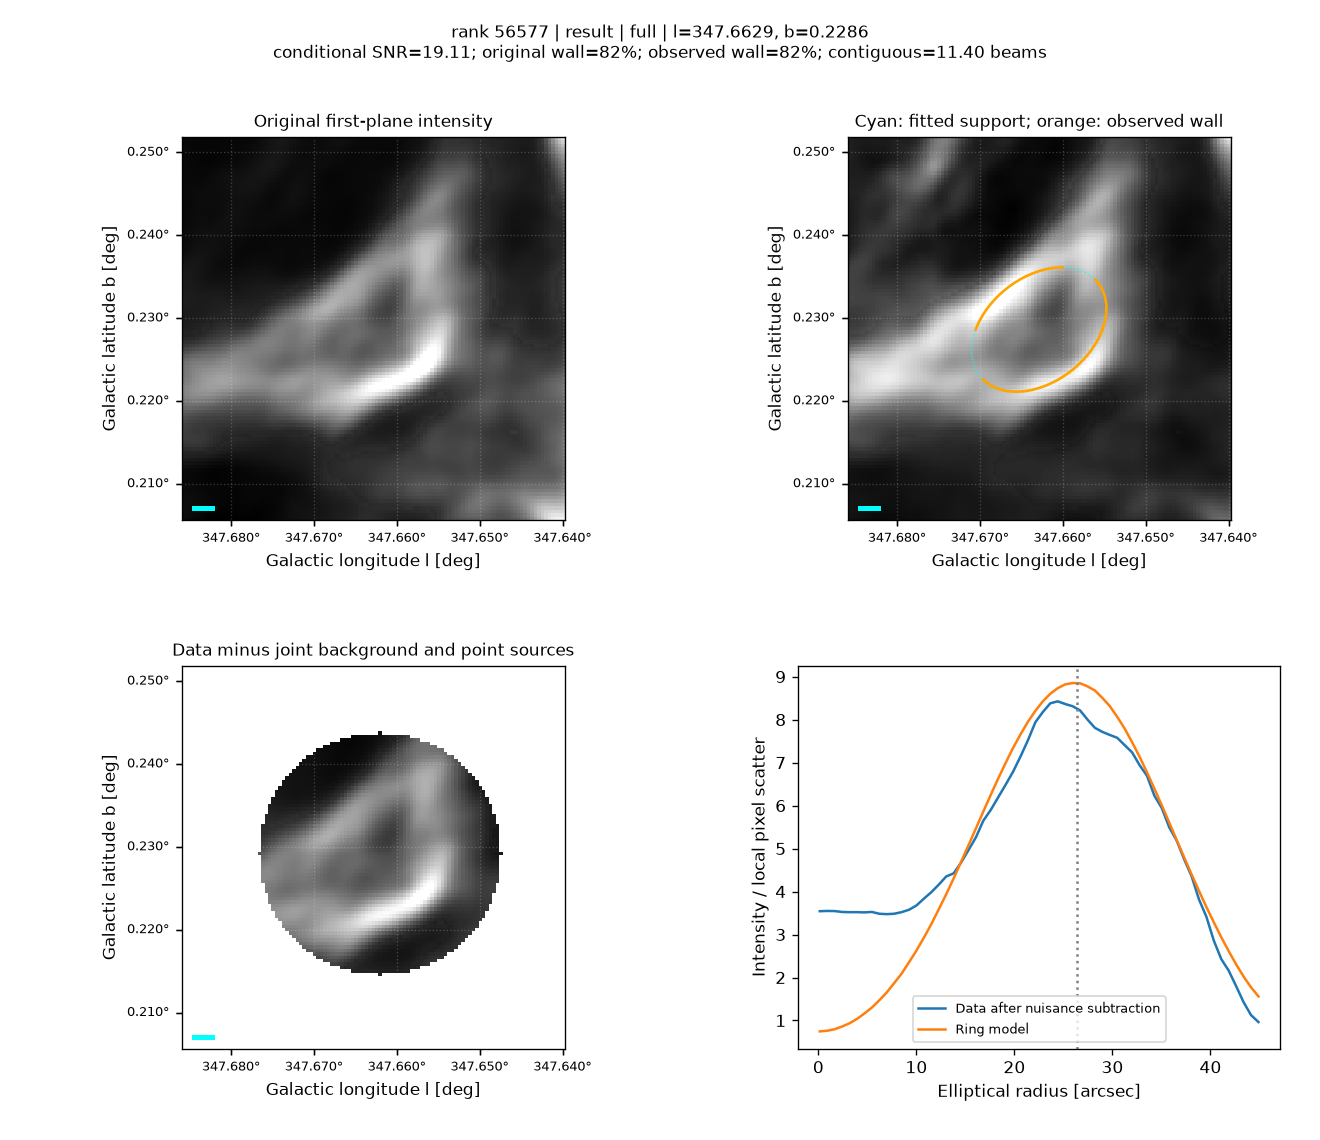 rank 56577 | result | full | l=347.6629, b=0.2286
conditional SNR=19.11; original wall=82%; observed wall=82%; contiguous=11.40 beams
Original first-plane intensity
0.250°
0.240°
0.230°
0.220°
0.210°
Galactic latitude b [deg]
347.680° 347.670° 347.660° 347.650° 347.640°
Galactic longitude l [deg]
Cyan: fitted support; orange: observed wall
0.250°
0.240°
0.230°
0.220°
0.210°
Galactic latitude b [deg]
347.680° 347.670° 347.660° 347.650° 347.640°
Galactic longitude l [deg]
Data minus joint background and point sources
0.250°
0.240°
0.230°
0.220°
0.210°
Galactic latitude b [deg]
347.680° 347.670° 347.660° 347.650° 347.640°
Galactic longitude l [deg]
9
8
7
6
5
4
3
2
1
Intensity / local pixel scatter
Data after nuisance subtraction
Ring model
0 10 20 30 40
Elliptical radius [arcsec]